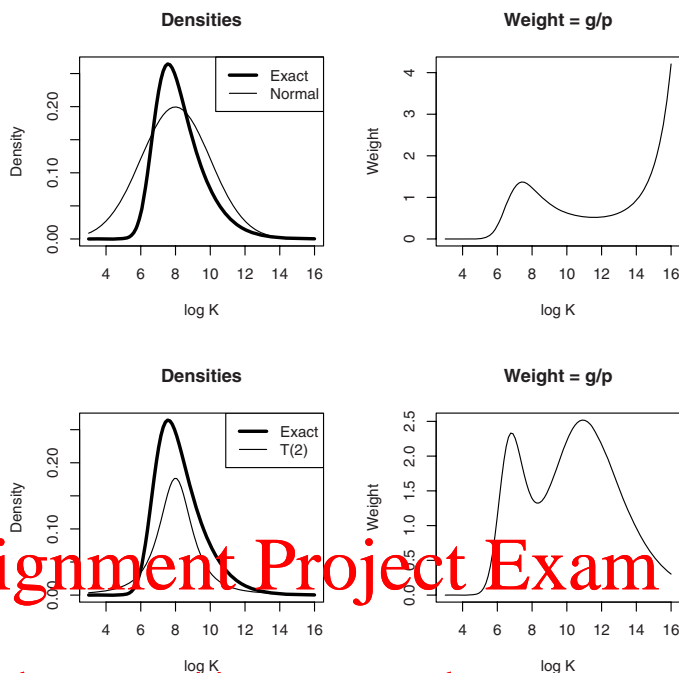 Densities
Exact
Normal
Density
0.00 0.10 0.20
4 6 8 10 12 14 16
log K
Weight = g/p
Weight
0 1 2 3 4
4 6 8 10 12 14 16
log K
Densities
Exact
T(2)
Density
0.00 0.10 0.20
4 6 8 10 12 14 16
log K
Weight = g/p
Weight
0.0 0.5 1.0 1.5 2.0 2.5
4 6 8 10 12 14 16
log K
ignment Project Exam